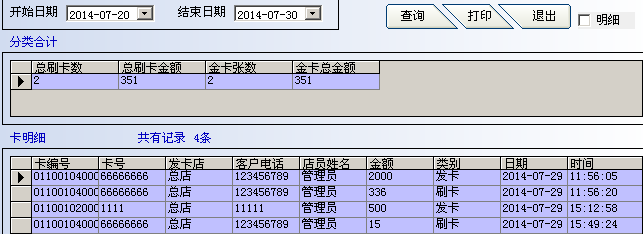 开始日期 2014-07-20 结束日期 2014-07-30 查询 打印 退出 明细
分类合计
总刷卡数 总刷卡金额 金卡张数 金卡总金额
2 351 2 351
卡明细 共有记录 4条
卡编号 卡号 发卡店 客户电话 店员姓名 金额 类别 日期 时间
01100104000 66666666 总店 123456789 管理员 2000 发卡 2014-07-29 11:56:05
01100104000 66666666 总店 123456789 管理员 336 刷卡 2014-07-29 11:56:20
01100102000 1111 总店 11111 管理员 500 发卡 2014-07-29 15:12:58
01100104000 66666666 总店 123456789 管理员 15 刷卡 2014-07-29 15:49:24